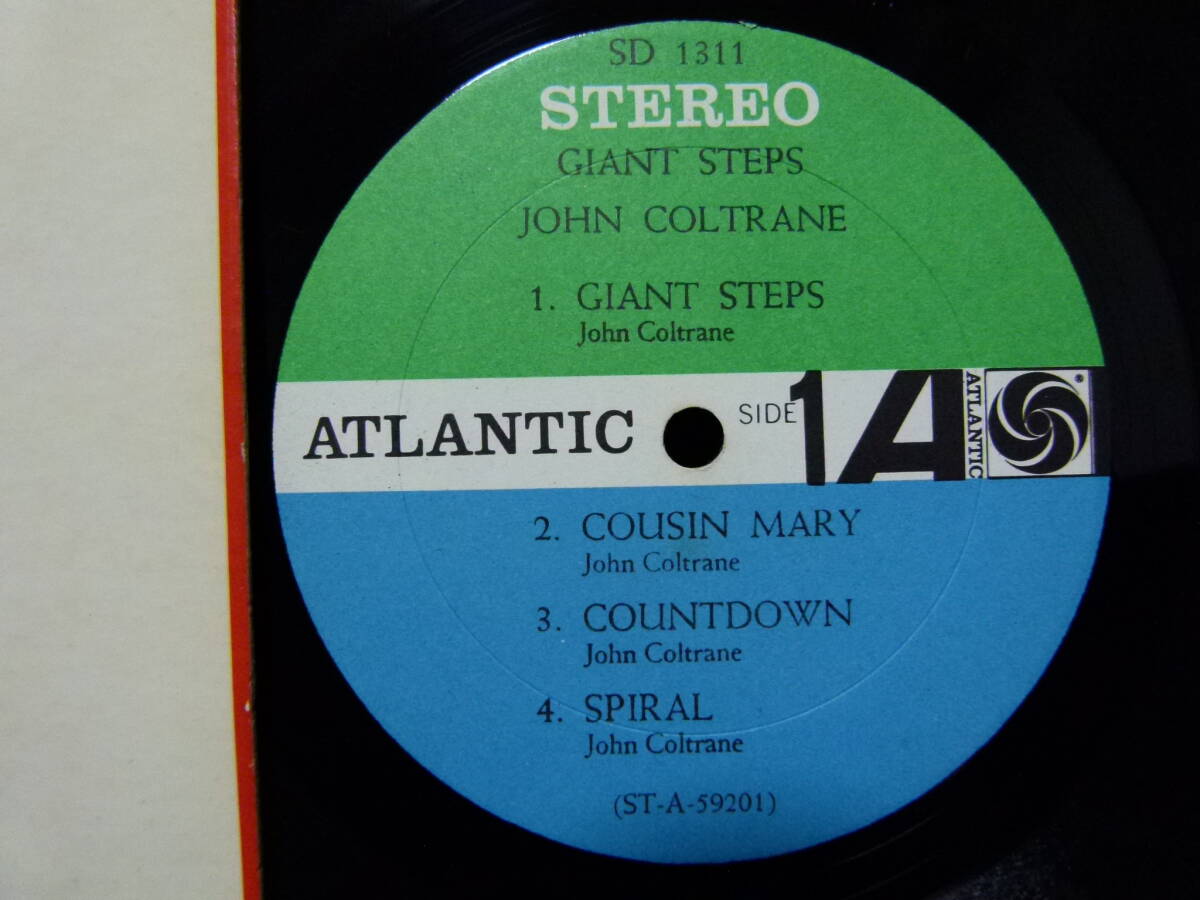 SD 1311
STEREO
GIANT STEPS
JOHN COLTRANE
1. GIANT STEPS
John Coltrane
ATLANTIC
SIDE 1
A
ATLANTIC
®
2. COUSIN MARY
John Coltrane
3. COUNTDOWN
John Coltrane
4. SPIRAL
John Coltrane
(ST-A-59201)